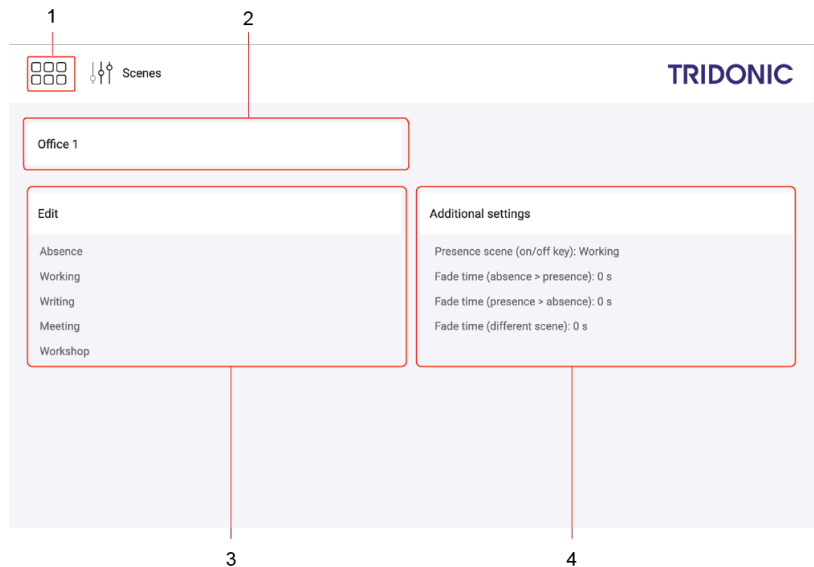 1
2
Scenes
TRIDONIC
Office 1
Edit
Absence
Working
Writing
Meeting
Workshop
Additional settings
Presence scene (on/off key): Working
Fade time (absence > presence): 0 s
Fade time (presence > absence): 0 s
Fade time (different scene): 0 s
3
4